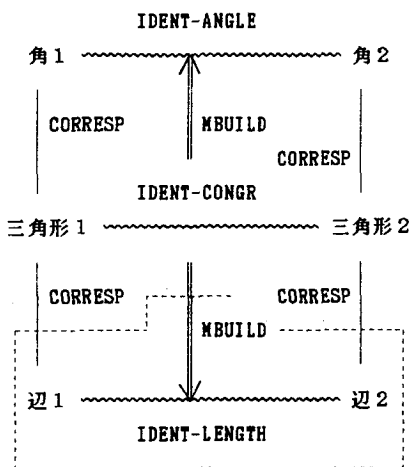 IDENT-ANGLE
角1 角2
CORRESP MBUILD
CORRESP
IDENT-CONGR
三角形1 三角形2
CORRESP CORRESP
MBUILD
辺1 辺2
IDENT-LENGTH